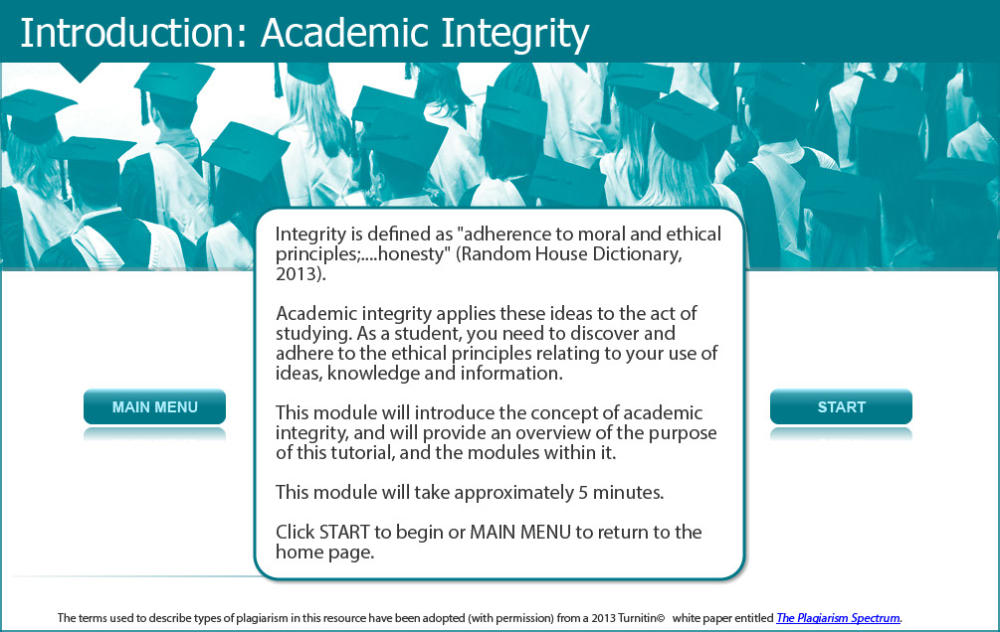 Introduction: Academic Integrity
Integrity is defined as "adherence to moral and ethical
principles;....honesty" (Random House Dictionary,
2013).
Academic integrity applies these ideas to the act of
studying. As a student, you need to discover and
adhere to the ethical principles relating to your use of
ideas, knowledge and information.
This module will introduce the concept of academic
integrity, and will provide an overview of the purpose
of this tutorial, and the modules within it.
This module will take approximately 5 minutes.
Click START to begin or MAIN MENU to return to the
home page.
MAIN MENU
START
The terms used to describe types of plagiarism in this resource have been adopted (with permission) from a 2013 Turnitin© white paper entitled The Plagiarism Spectrum.